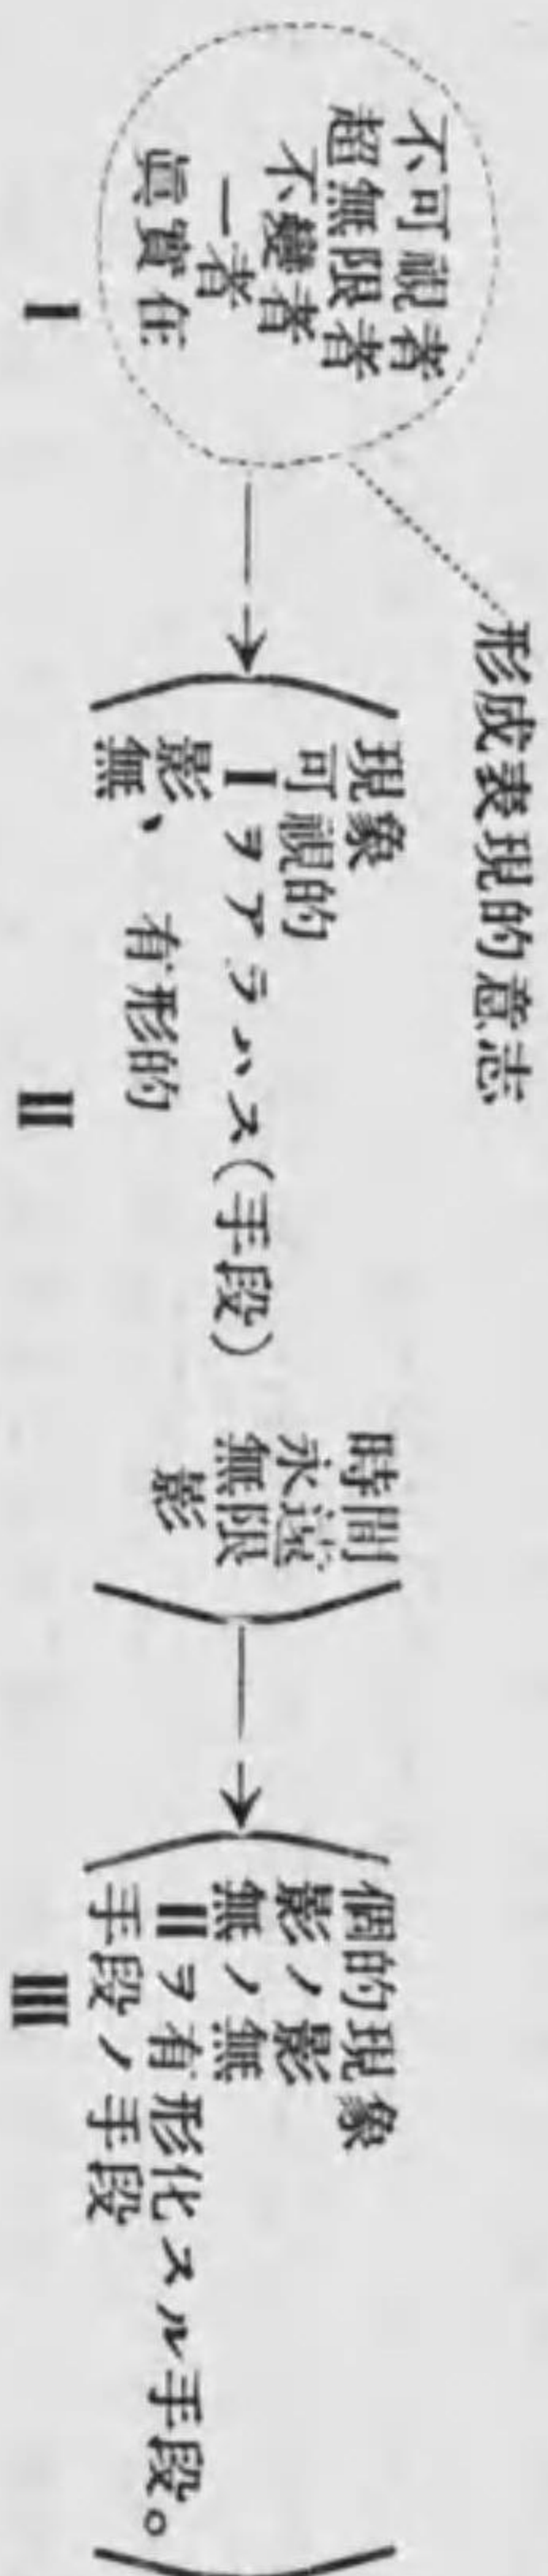 形成表現的意志
不可視者
超無限者
不變者
一者
眞實在
I
現象
可視的
Iヲアラハス(手段)
影、有形的
無
II
時間
永遠
無限
影
個的現象
影ノ影
無ノ無
IIヲ有形化スル手段。
手段ノ手段
III